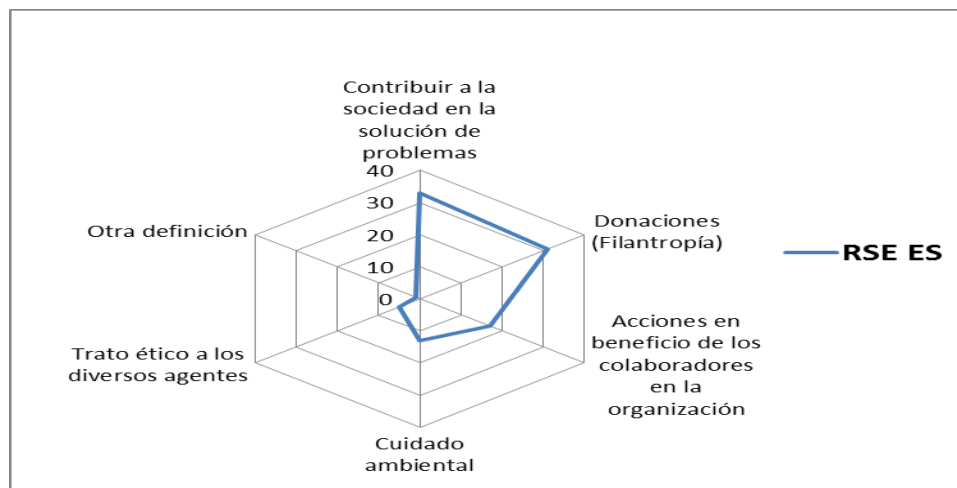 Contribuir a la
sociedad en la
solución de
problemas
40
30
20
10
0
Donaciones
(Filantropía)
Acciones en
beneficio de los
colaboradores
en la
organización
Cuidado
ambiental
Trato ético a los
diversos agentes
Otra definición
RSE ES